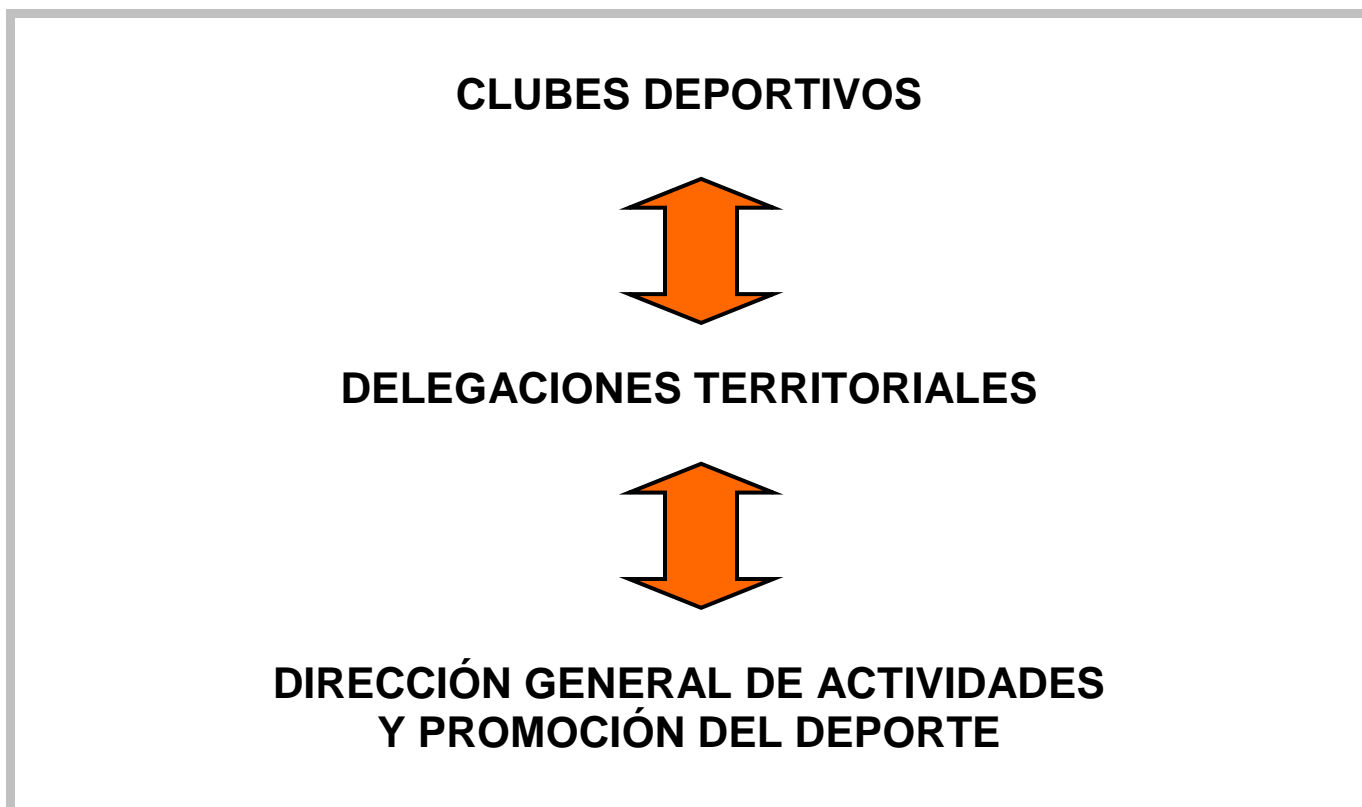 CLUBES DEPORTIVOS
DELEGACIONES TERRITORIALES
DIRECCIÓN GENERAL DE ACTIVIDADES
Y PROMOCIÓN DEL DEPORTE